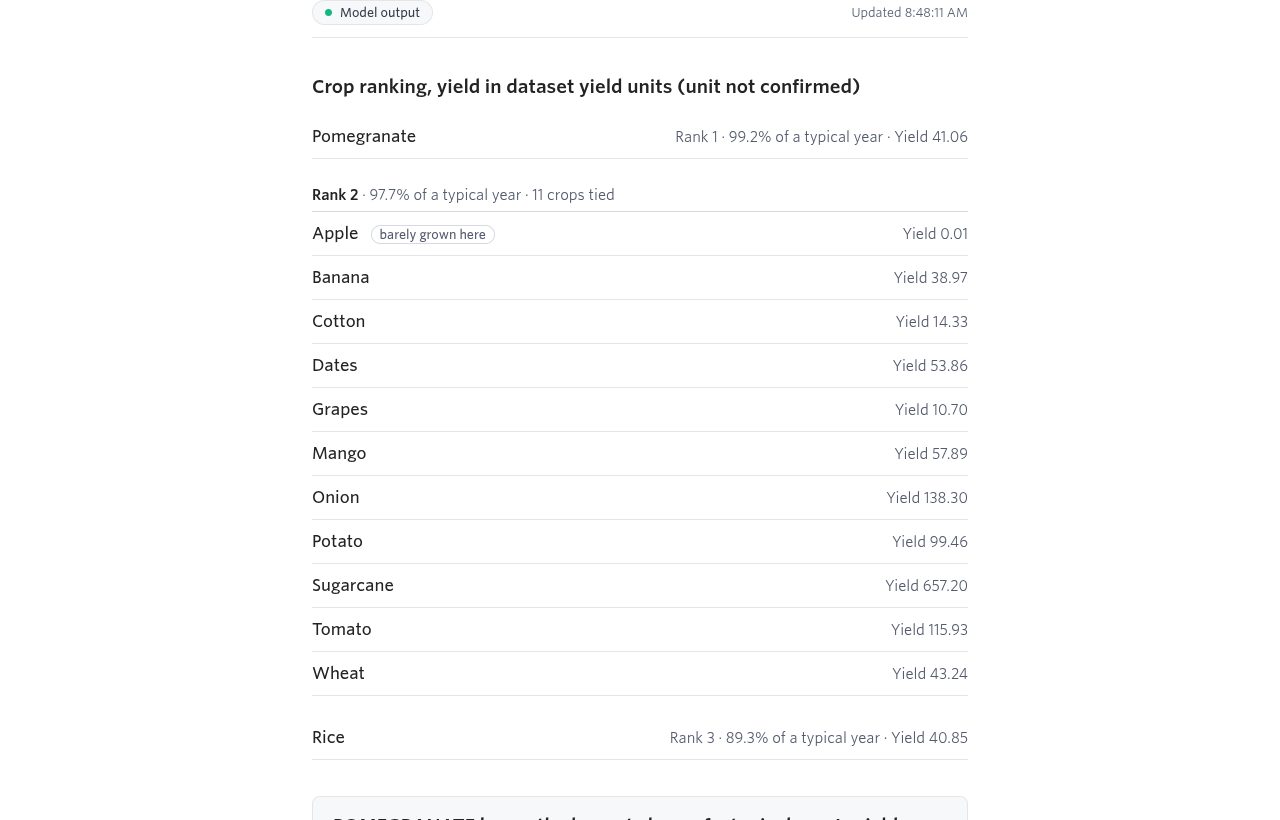 Model output
Updated 8:48:11 AM
Crop ranking, yield in dataset yield units (unit not confirmed)
Pomegranate Rank 1 · 99.2% of a typical year · Yield 41.06
Rank 2 · 97.7% of a typical year · 11 crops tied
Apple barely grown here Yield 0.01
Banana Yield 38.97
Cotton Yield 14.33
Dates Yield 53.86
Grapes Yield 10.70
Mango Yield 57.89
Onion Yield 138.30
Potato Yield 99.46
Sugarcane Yield 657.20
Tomato Yield 115.93
Wheat Yield 43.24
Rice Rank 3 · 89.3% of a typical year · Yield 40.85